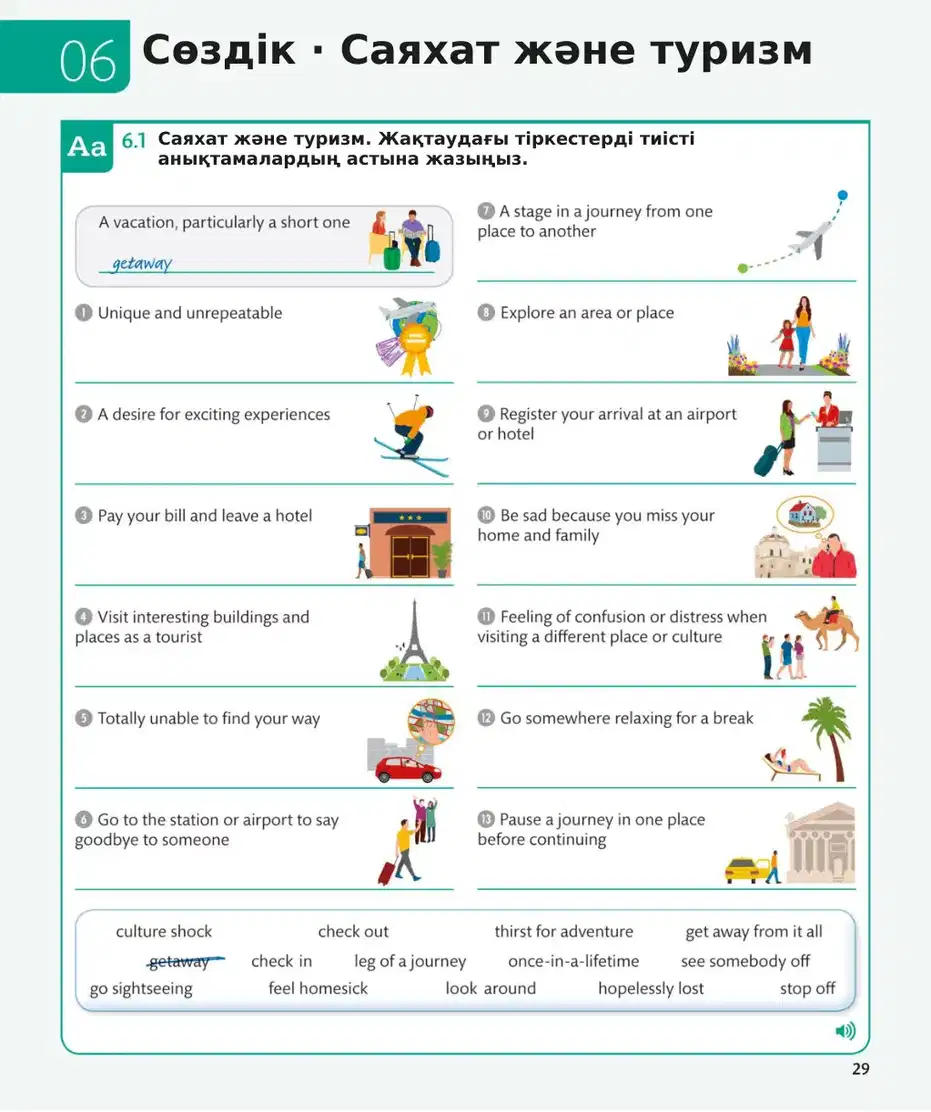 06 Сөздік · Саяхат және туризм
Aa 6.1 Саяхат және туризм. Жақтаудағы тіркестерді тиісті
анықтамалардың астына жазыңыз.
A vacation, particularly a short one
getaway
1 Unique and unrepeatable
2 A desire for exciting experiences
3 Pay your bill and leave a hotel
4 Visit interesting buildings and
places as a tourist
5 Totally unable to find your way
6 Go to the station or airport to say
goodbye to someone
7 A stage in a journey from one
place to another
8 Explore an area or place
9 Register your arrival at an airport
or hotel
10 Be sad because you miss your
home and family
11 Feeling of confusion or distress when
visiting a different place or culture
12 Go somewhere relaxing for a break
13 Pause a journey in one place
before continuing
culture shock check out thirst for adventure get away from it all
getaway check in leg of a journey once-in-a-lifetime see somebody off
go sightseeing feel homesick look around hopelessly lost stop off
29